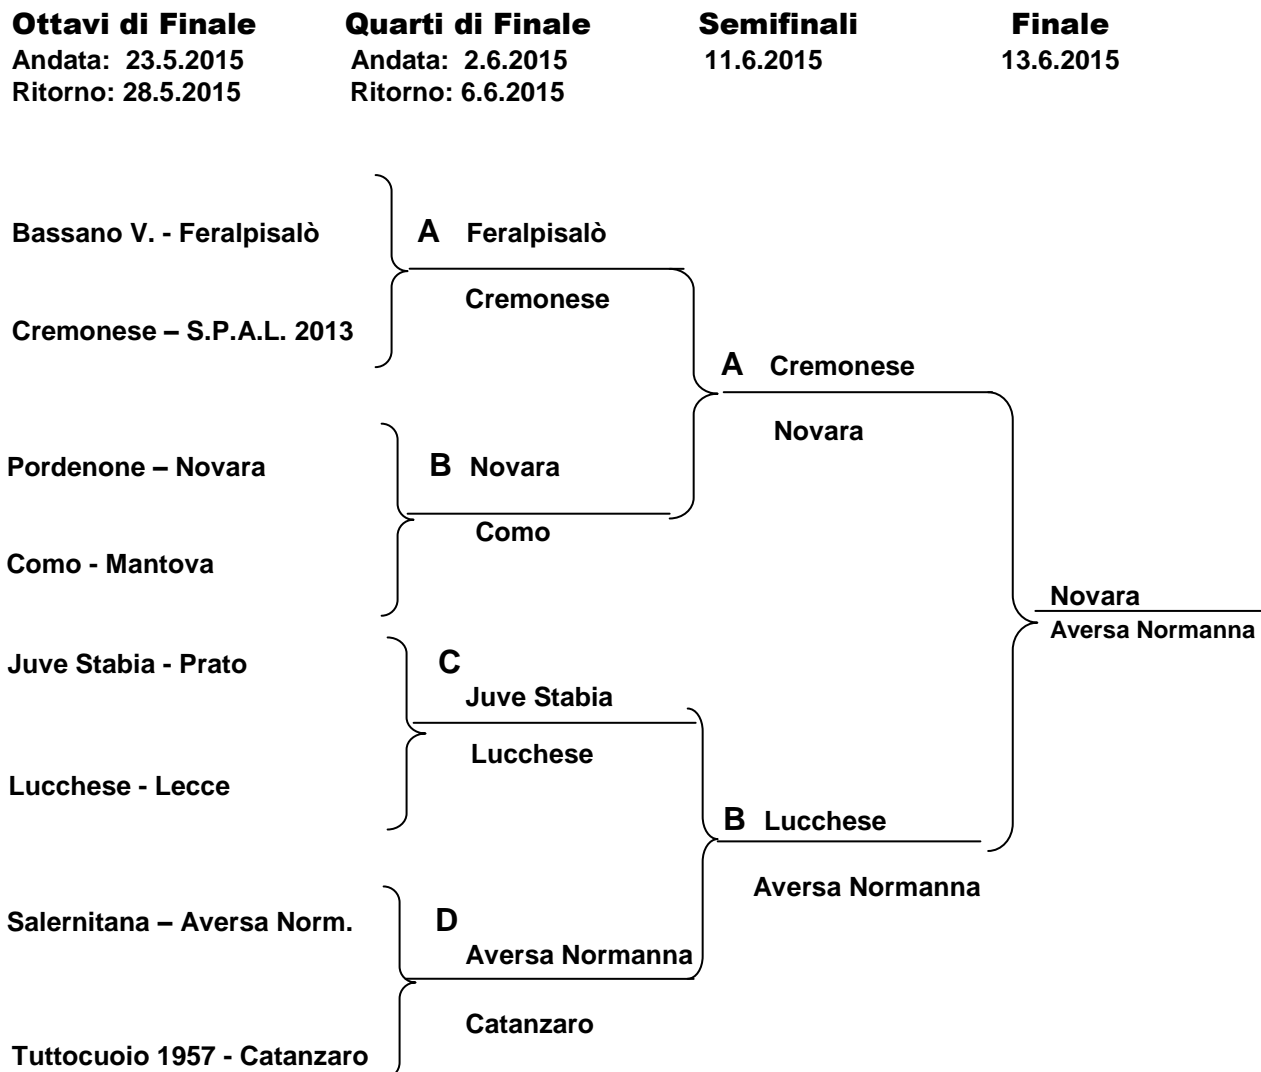 Ottavi di Finale
Andata: 23.5.2015
Ritorno: 28.5.2015
Quarti di Finale
Andata: 2.6.2015
Ritorno: 6.6.2015
Semifinali
11.6.2015
Finale
13.6.2015
Bassano V. - Feralpisalò
Cremonese – S.P.A.L. 2013
Pordenone – Novara
Como - Mantova
Juve Stabia - Prato
Lucchese - Lecce
Salernitana – Aversa Norm.
Tuttocuoio 1957 - Catanzaro
A Feralpisalò
Cremonese
B Novara
Como
C
Juve Stabia
Lucchese
D
Aversa Normanna
Catanzaro
A Cremonese
Novara
B Lucchese
Aversa Normanna
Novara
Aversa Normanna